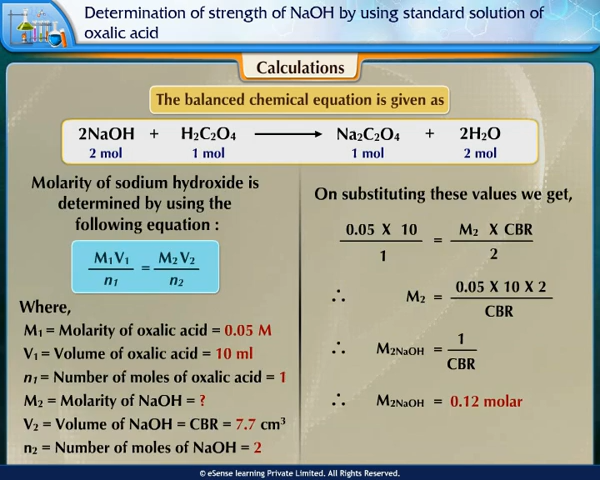 Determination of strength of NaOH by using standard solution of
oxalic acid
Calculations
The balanced chemical equation is given as
2NaOH + H₂C₂O₄ ⟶ Na₂C₂O₄ + 2H₂O
2 mol 1 mol 1 mol 2 mol
Molarity of sodium hydroxide is
determined by using the
following equation :
M₁V₁ / n₁ = M₂V₂ / n₂
Where,
M₁ = Molarity of oxalic acid = 0.05 M
V₁ = Volume of oxalic acid = 10 ml
n₁ = Number of moles of oxalic acid = 1
M₂ = Molarity of NaOH = ?
V₂ = Volume of NaOH = CBR = 7.7 cm³
n₂ = Number of moles of NaOH = 2
On substituting these values we get,
0.05 X 10 / 1 = M₂ X CBR / 2
∴ M₂ = 0.05 X 10 X 2 / CBR
∴ M₂NaOH = 1 / CBR
∴ M₂NaOH = 0.12 molar
© eSense learning Private Limited. All Rights Reserved.